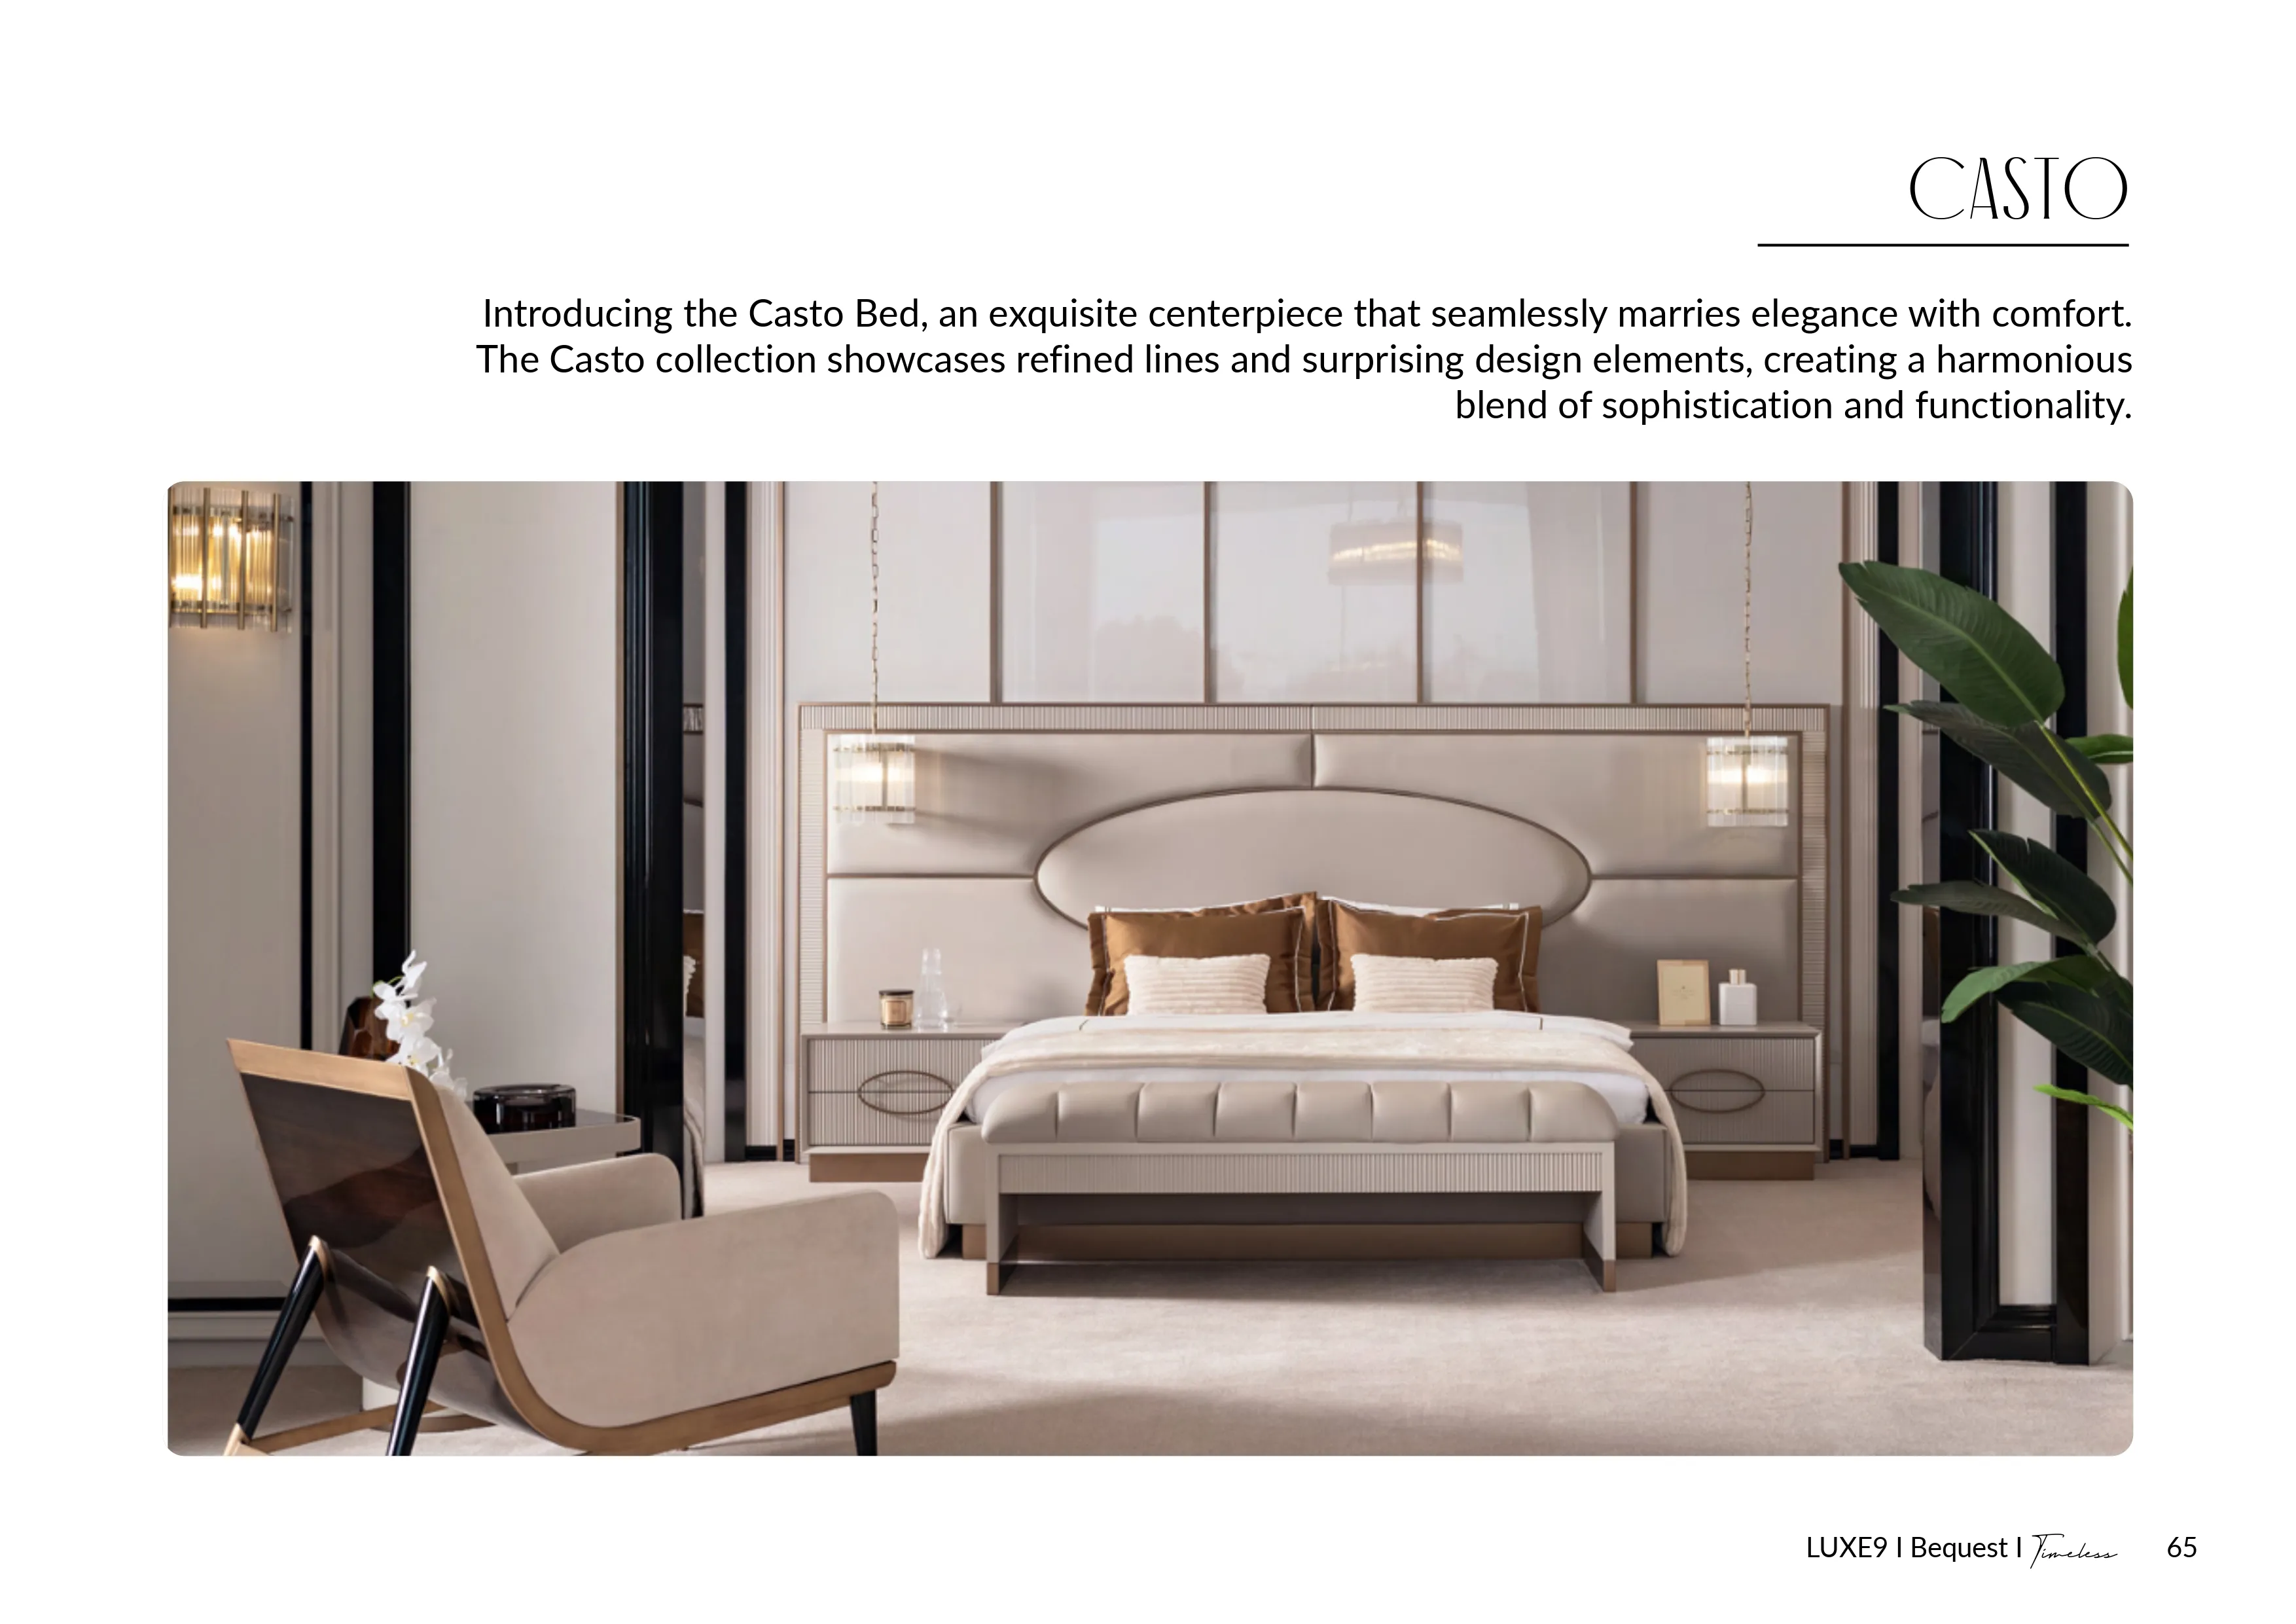 CASTO
Introducing the Casto Bed, an exquisite centerpiece that seamlessly marries elegance with comfort.
The Casto collection showcases refined lines and surprising design elements, creating a harmonious
blend of sophistication and functionality.
LUXE9 I Bequest I Timeless 65